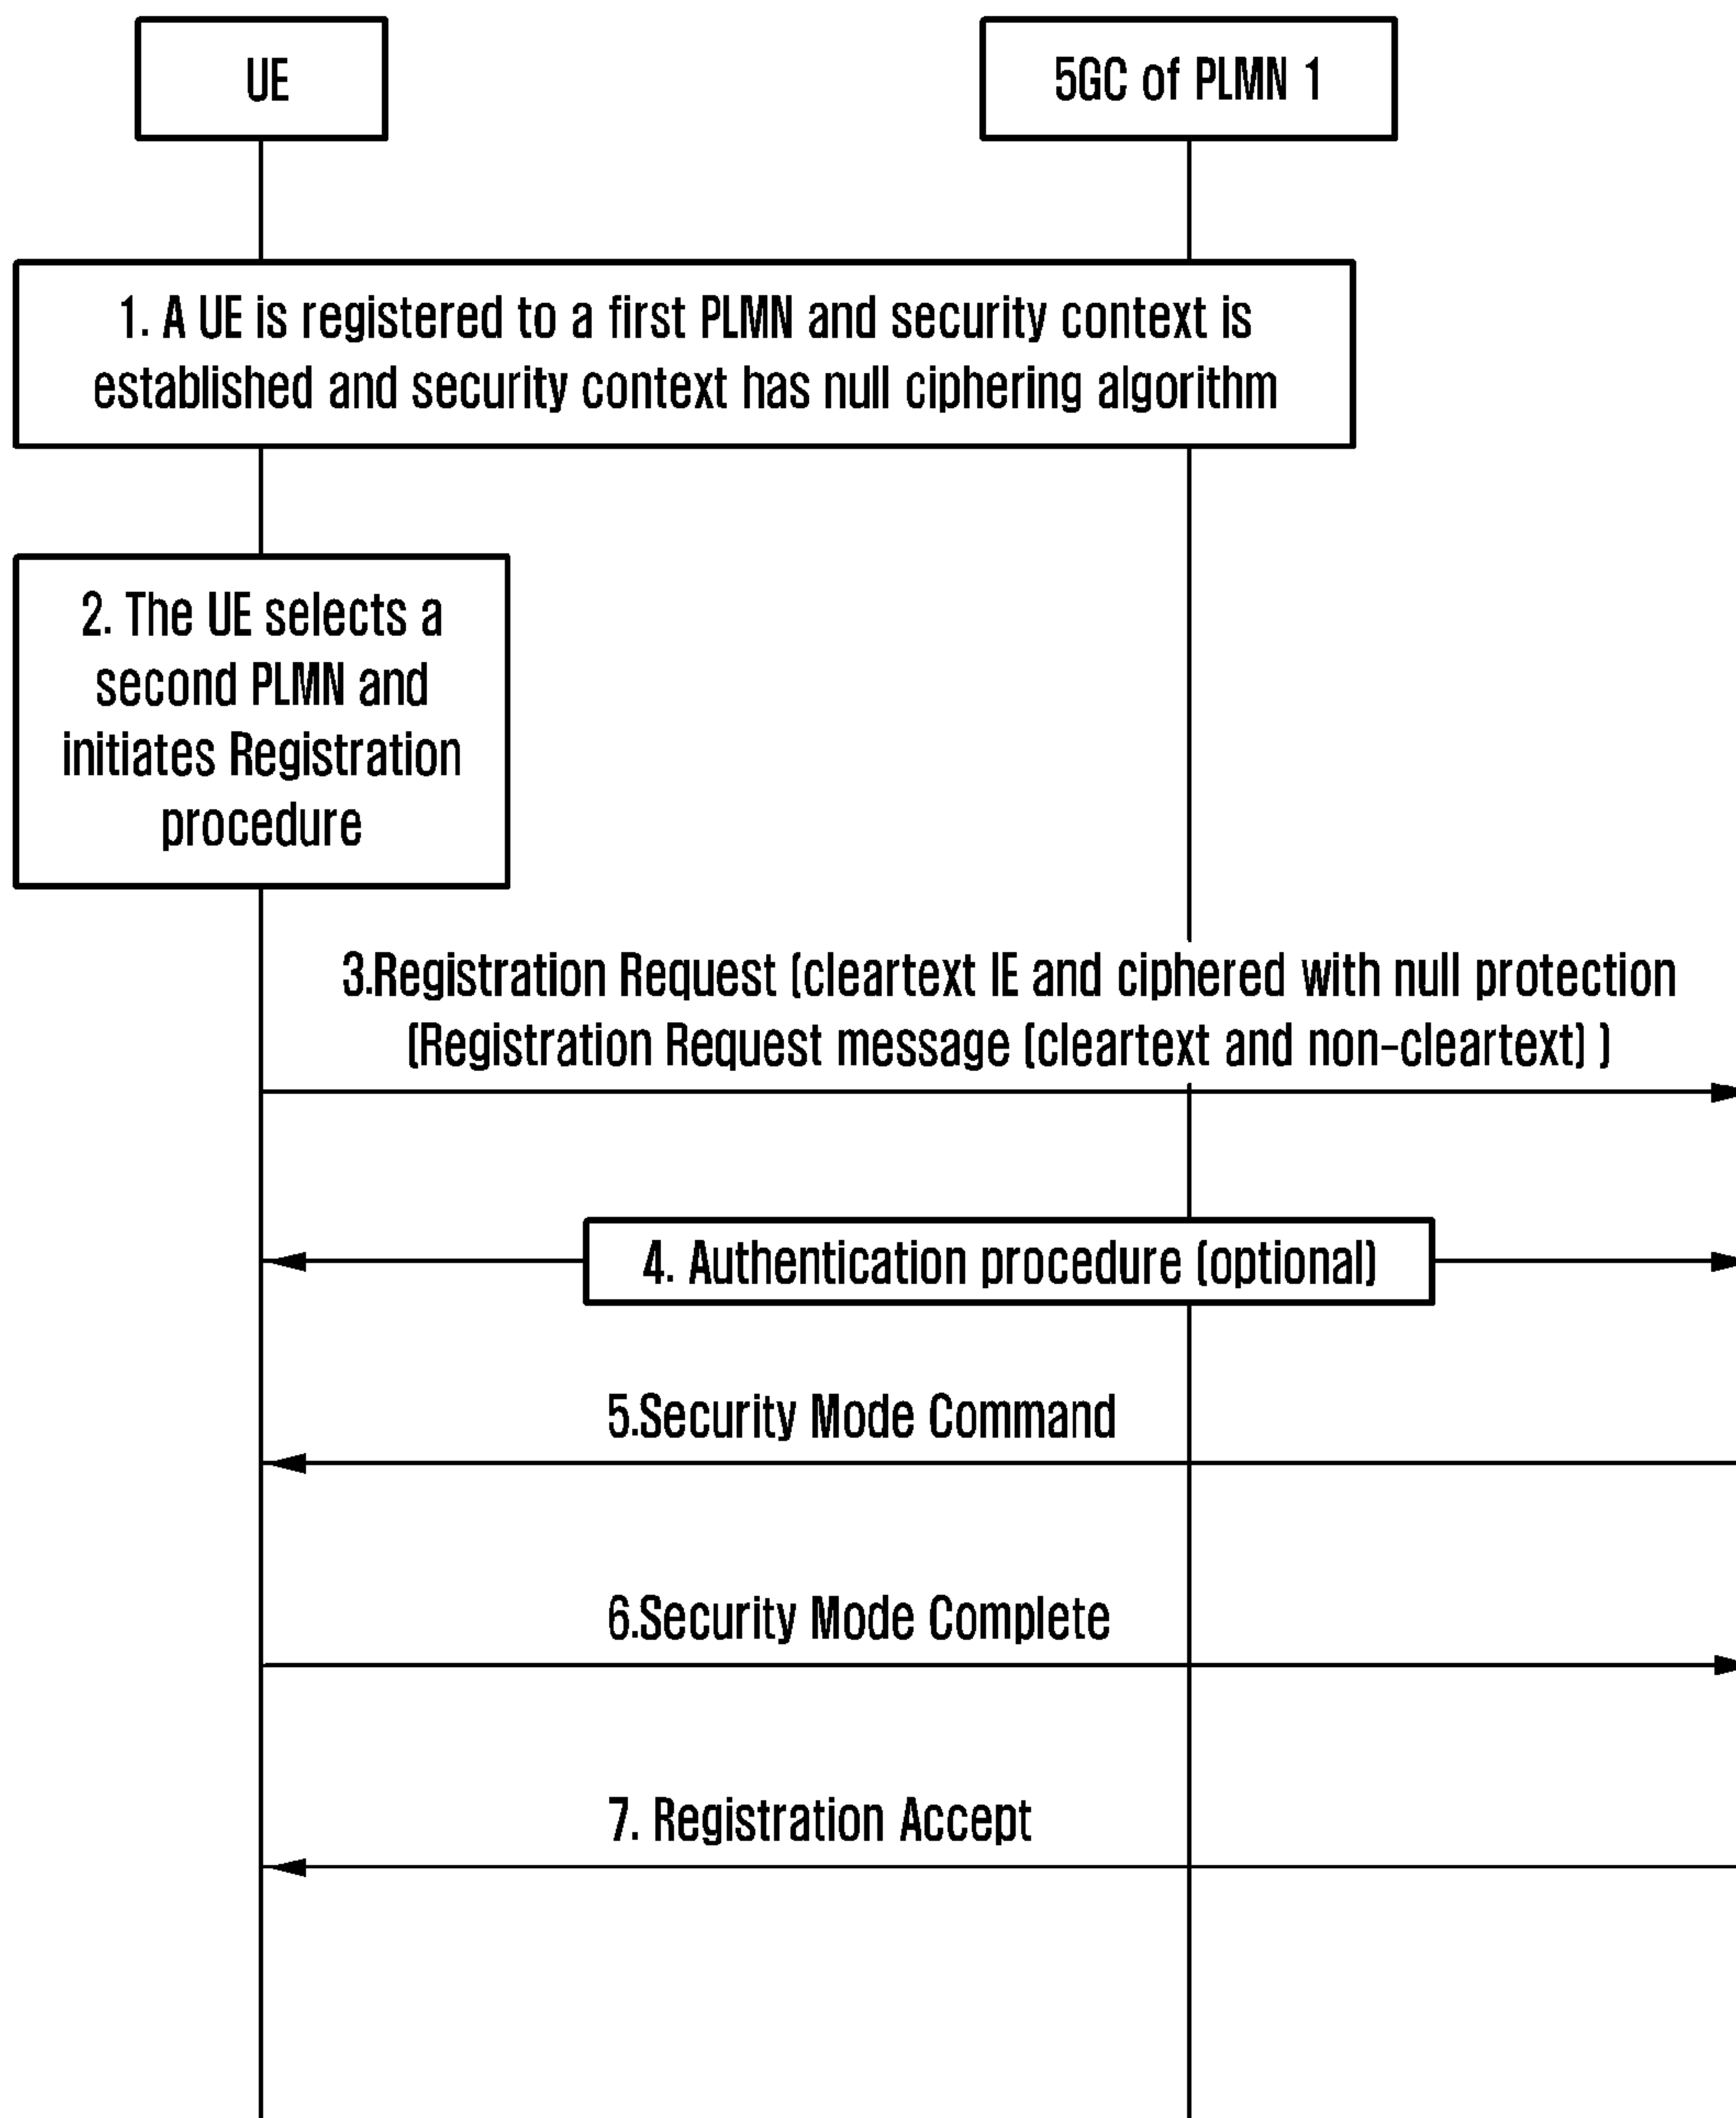 UE
5GC of PLMN 1
1. A UE is registered to a first PLMN and security context is
established and security context has null ciphering algorithm
2. The UE selects a
second PLMN and
initiates Registration
procedure
3.Registration Request (cleartext IE and ciphered with null protection
(Registration Request message (cleartext and non-cleartext) )
4. Authentication procedure (optional)
5.Security Mode Command
6.Security Mode Complete
7. Registration Accept